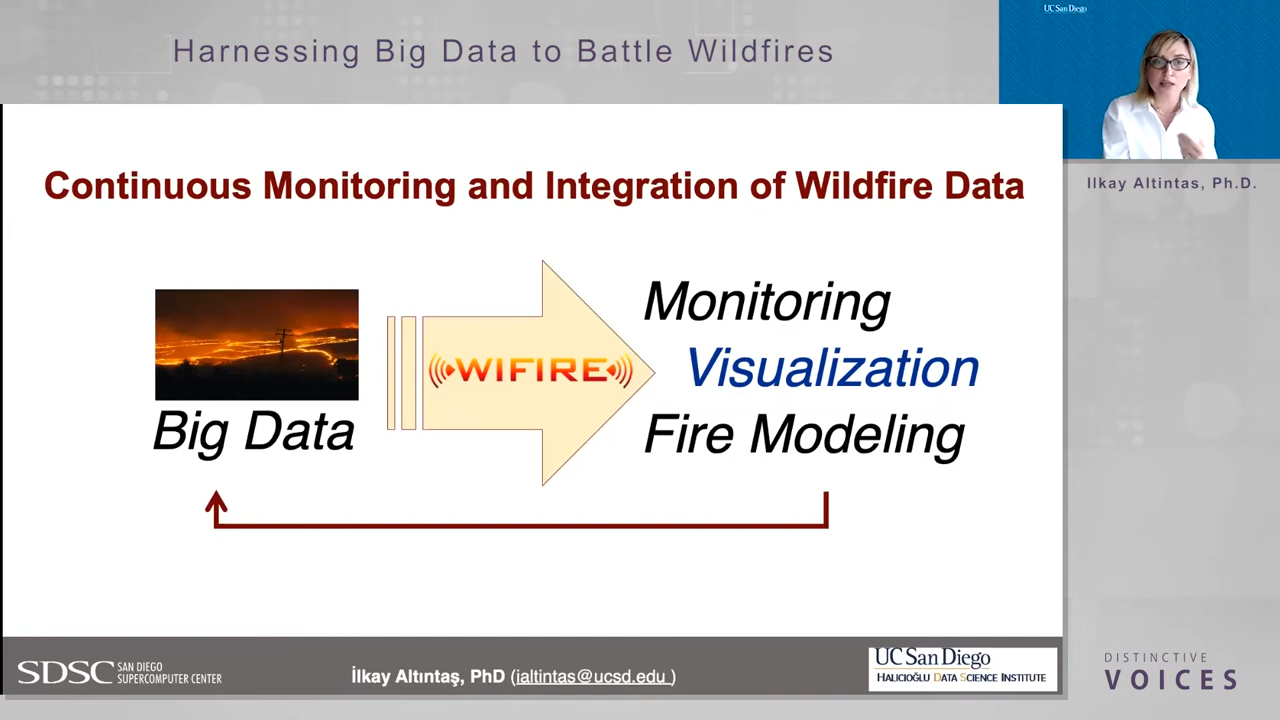 Harnessing Big Data to Battle Wildfires
UC San Diego
Ilkay Altintas, Ph.D.
Continuous Monitoring and Integration of Wildfire Data
WIFIRE
Big Data
Monitoring
Visualization
Fire Modeling
SDSC SAN DIEGO
SUPERCOMPUTER CENTER
İlkay Altıntaş, PhD (ialtintas@ucsd.edu )
UC San Diego
HALICIOĞLU DATA SCIENCE INSTITUTE
DISTINCTIVE
VOICES